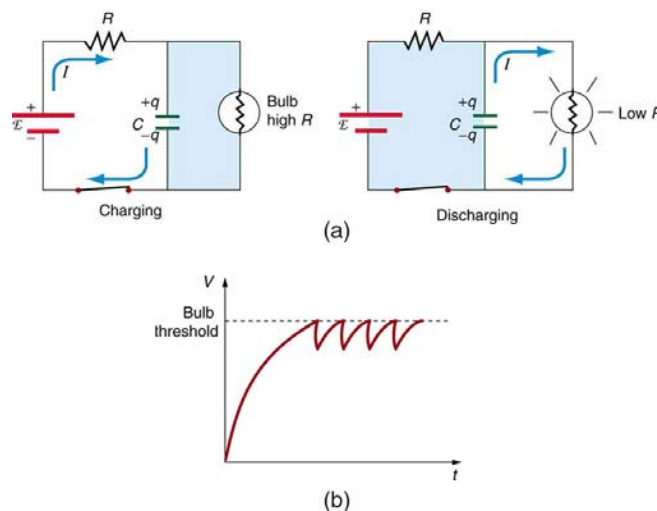 R
I
+
ℰ
−
+q
C
−q
Bulb
high R
Charging
R
I
+
ℰ
−
+q
C
−q
Low
Discharging
(a)
V
Bulb
threshold
t
(b)